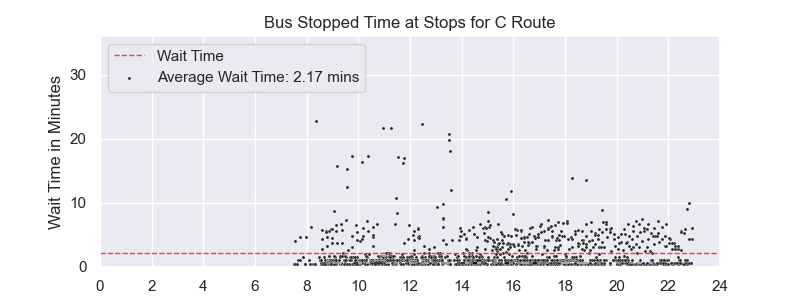 Bus Stopped Time at Stops for C Route
Wait Time
Average Wait Time: 2.17 mins
Wait Time in Minutes
30
20
10
0
0 2 4 6 8 10 12 14 16 18 20 22 24